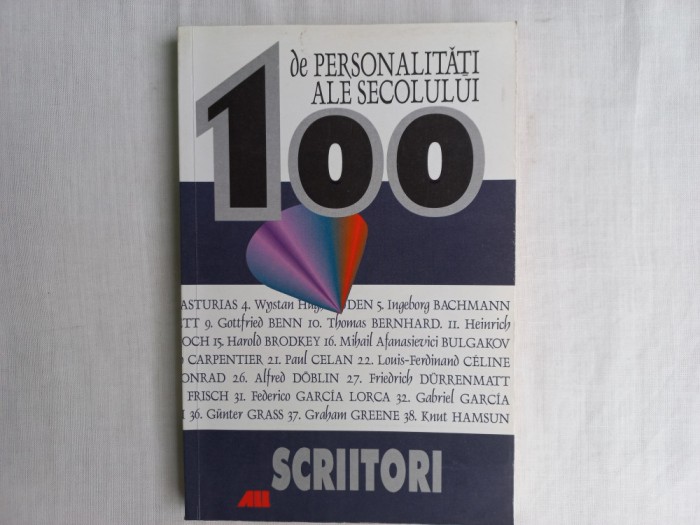 100
de PERSONALITĂȚI
ALE SECOLULUI
ASTURIAS 4. Wystan DEN 5. Ingeborg BACHMANN
TT 9. Gottfried BENN 10. Thomas BERNHARD. 11. Heinrich
OCH 15. Harold BRODKEY 16. Mihail Afanasievici BULGAKOV
CARPENTIER 21. Paul CELAN 22. Louis-Ferdinand CÉLINE
ONRAD 26. Alfred DÖBLIN 27. Friedrich DÜRRENMATT
FRISCH 31. Federico GARCÍA LORCA 32. Gabriel GARCÍA
36. Günter GRASS 37. Graham GREENE 38. Knut HAMSUN
ALL SCRIITORI